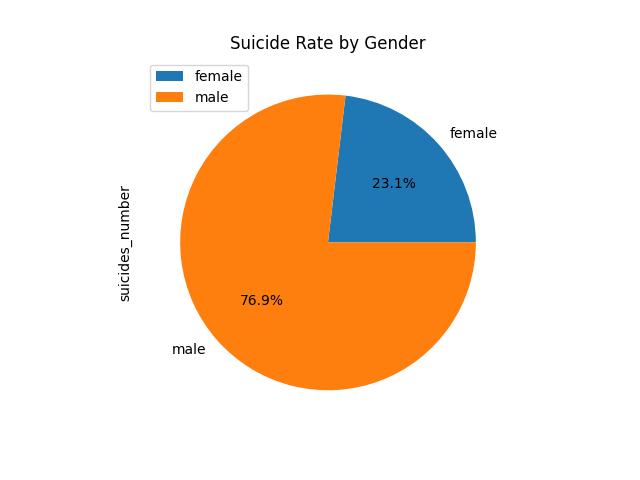 Suicide Rate by Gender
female
male
female
23.1%
suicides_number
76.9%
male